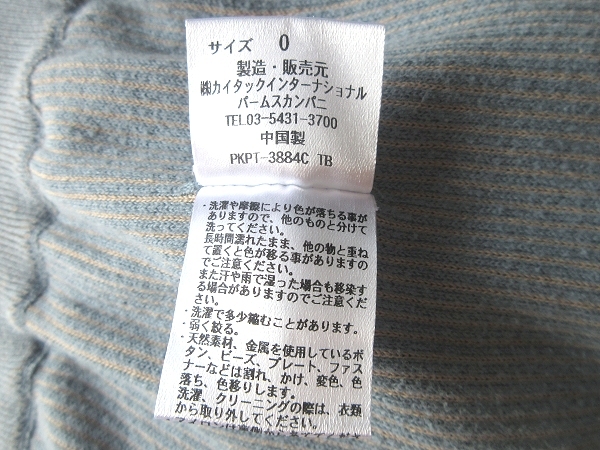 サイズ 0
製造・販売元
㈱カイタックインターナショナル
パームスカンパニ
TEL03-5431-3700
中国製
PKPT-3884C TB
・洗濯や摩擦により色が落ちる事が
ありますので、他のものと分けて
洗ってください。
長時間濡れたまま、他の物と重ね
て置くと色が移る事がありますの
でご注意ください。
また汗や雨で湿った場合も移染す
る場合がありますのでご注意くだ
さい。
・洗濯で多少縮むことがあります。
・弱く絞る。
・天然素材、金属を使用しているボ
タン、ビーズ、プレート、ファス
ナーなどは割れ、かけ、変色、色
落ち、色移りします。
洗濯、クリーニングの際は、衣類
から取り外してください。